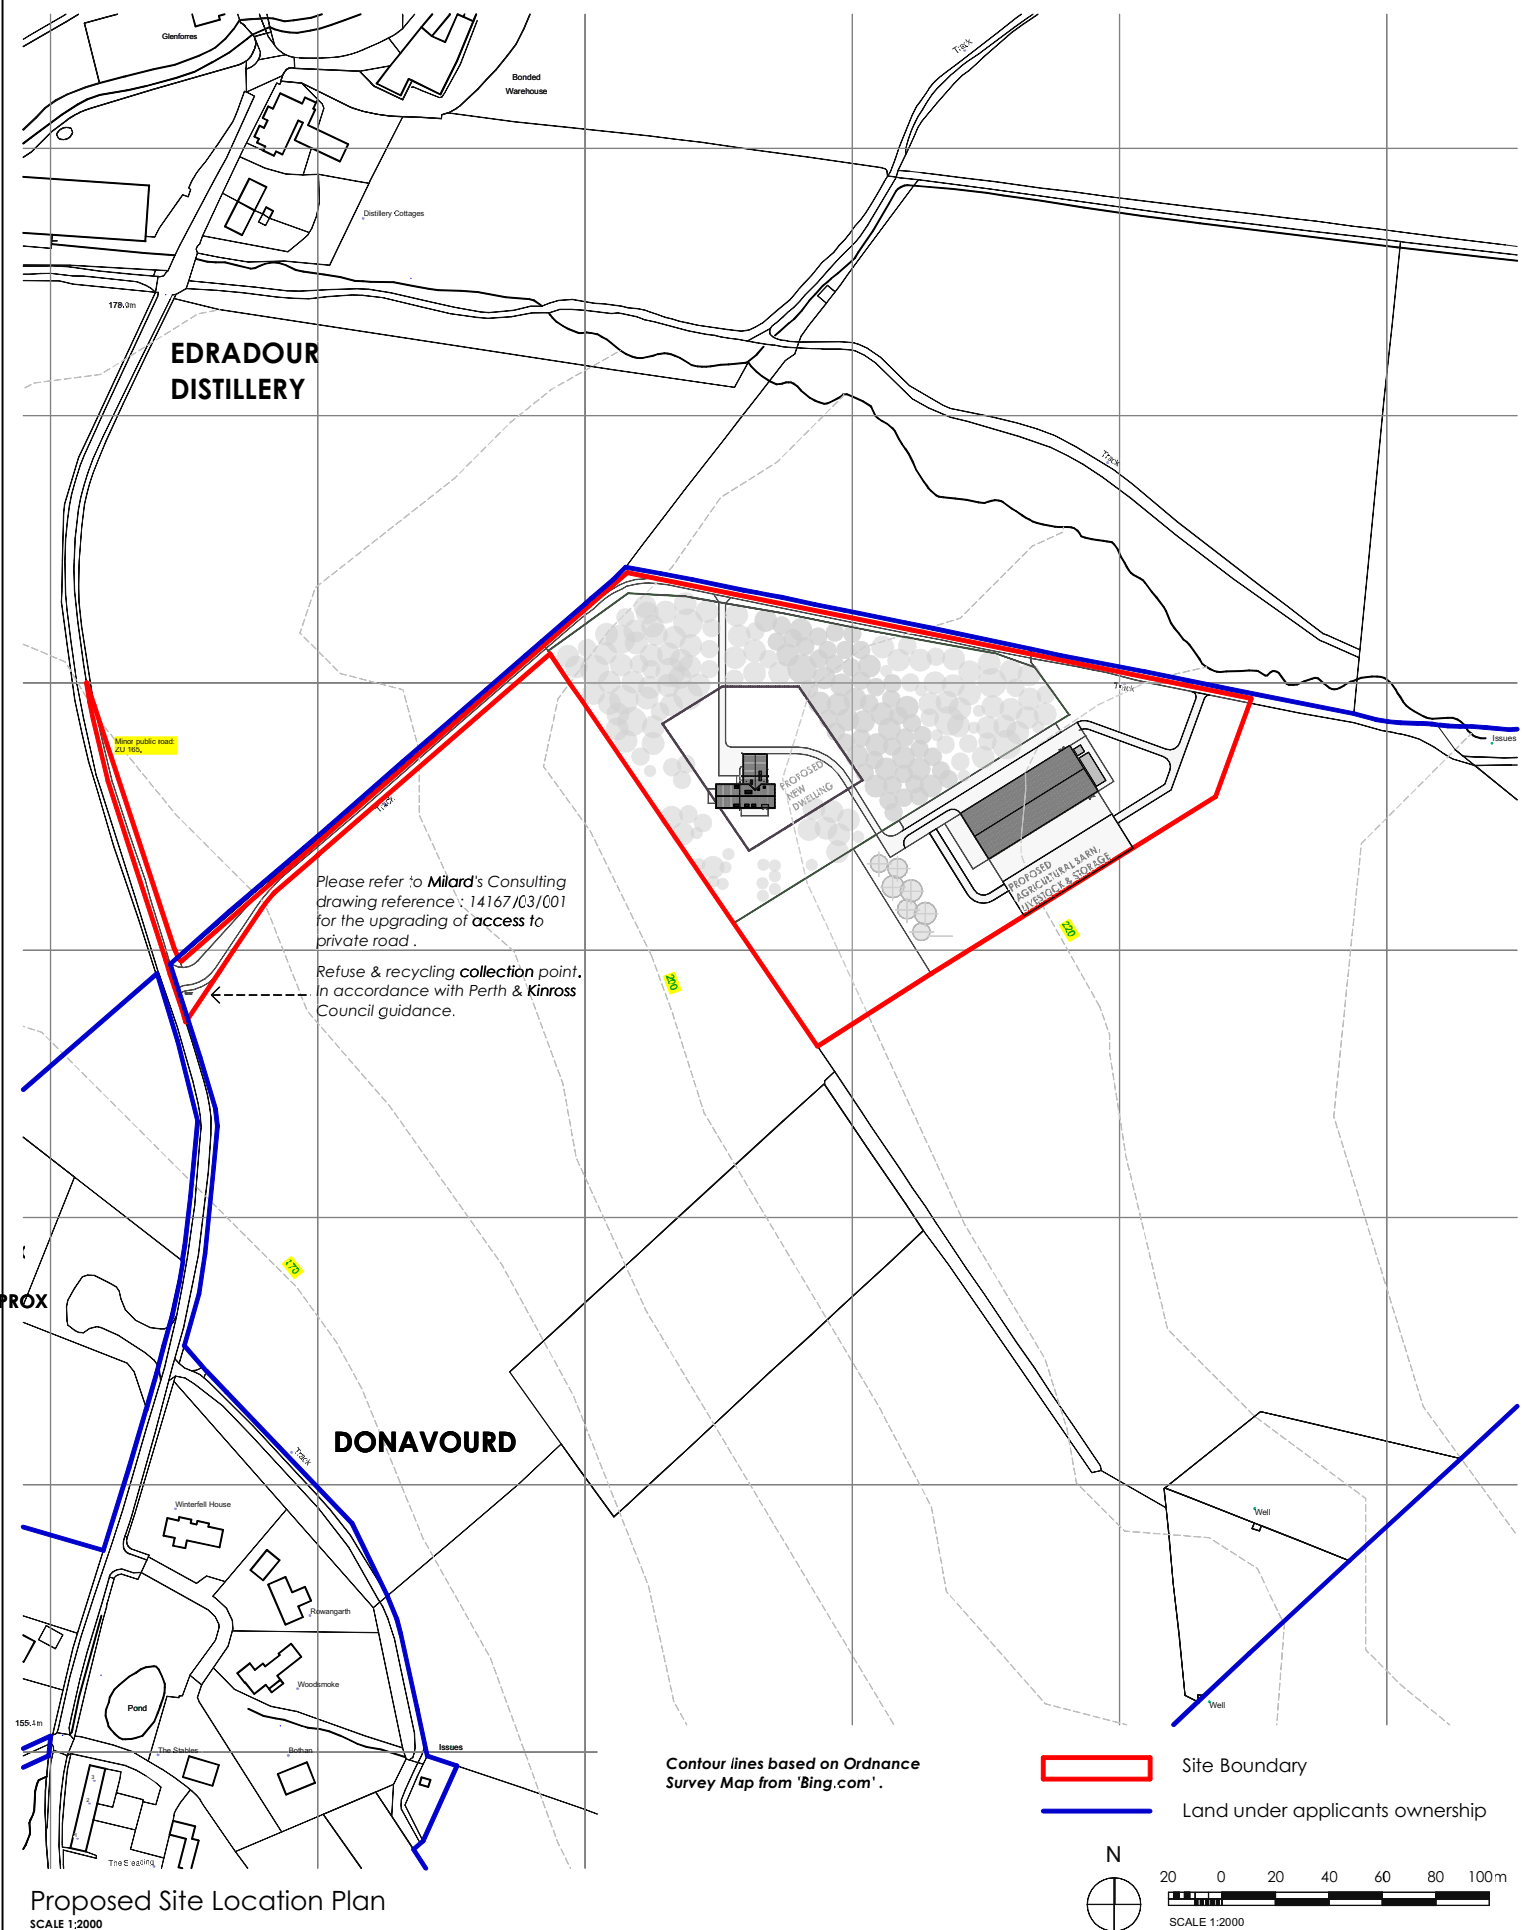 Glenforres
Bonded
Warehouse
Track
Distillery Cottages
178.0m
EDRADOUR
DISTILLERY
Track
Track
Issues
Minor public road:
ZU 165,
Track
PROPOSED
NEW
DWELLING
PROPOSED
AGRICULTURAL BARN,
LIVESTOCK & STORAGE
Please refer to Milard's Consulting
drawing reference : 14167/03/001
for the upgrading of access to
private road .
Refuse & recycling collection point.
In accordance with Perth & Kinross
Council guidance.
220
200
170
PROX
DONAVOURD
Track
Winterfell House
Well
Rowangarth
Woodsmoke
Well
Pond
155.1m
The Stables
Bothan
Issues
The Steading
Contour lines based on Ordnance
Survey Map from 'Bing.com' .
Site Boundary
Land under applicants ownership
N
20 0 20 40 60 80 100m
SCALE 1:2000
Proposed Site Location Plan
SCALE 1:2000